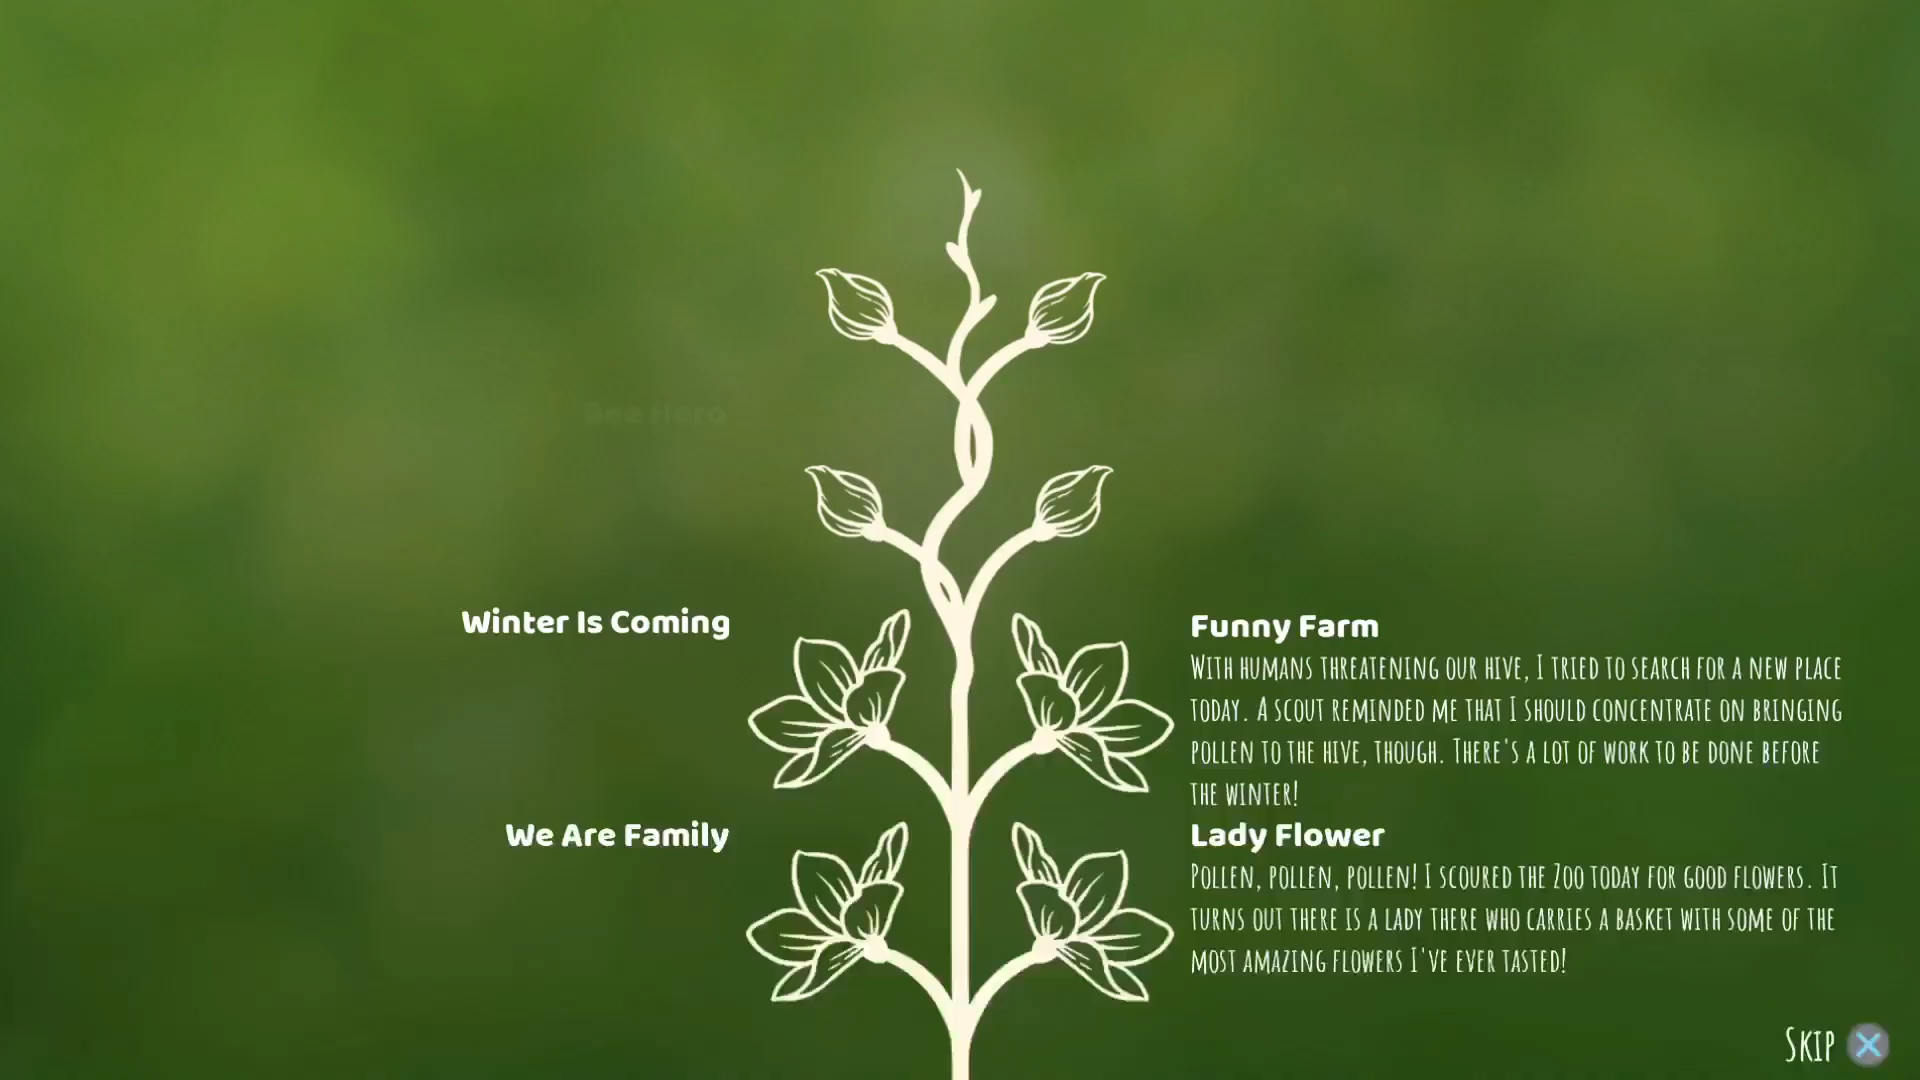 Bee Hero
Winter Is Coming
Funny Farm
With humans threatening our hive, I tried to search for a new place
today. A scout reminded me that I should concentrate on bringing
pollen to the hive, though. There's a lot of work to be done before
the winter!
We Are Family
Lady Flower
Pollen, pollen, pollen! I scoured the Zoo today for good flowers. It
turns out there is a lady there who carries a basket with some of the
most amazing flowers I've ever tasted!
Skip